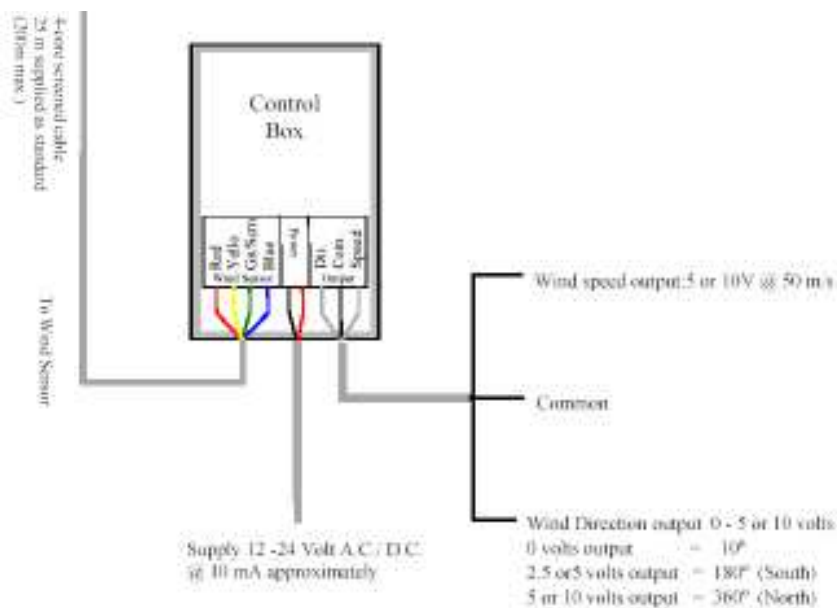 4-core screened cable
25 m supplied as standard
(200m max )
To Wind Sensor
Control
Box
Red
Yello
Gn/Scrn
Blue
Power
Dir.
Com
Speed
Wind Sensor
Output
Wind speed output:5 or 10V @ 50 m/s
Common
Wind Direction output 0 - 5 or 10 volts
0 volts output = 10º
2.5 or5 volts output = 180º (South)
5 or 10 volts output = 360º (North)
Supply 12 -24 Volt A.C./ D.C.
@ 10 mA approximately